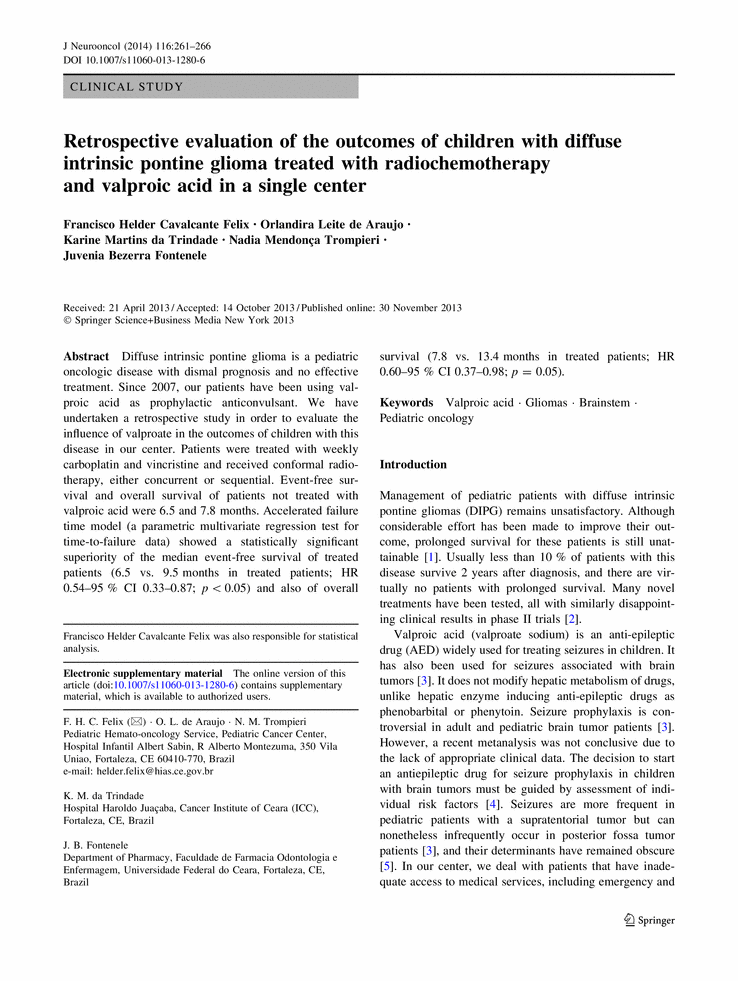 J Neurooncol (2014) 116:261–266
DOI 10.1007/s11060-013-1280-6
CLINICAL STUDY
Retrospective evaluation of the outcomes of children with diffuse
intrinsic pontine glioma treated with radiochemotherapy
and valproic acid in a single center
Francisco Helder Cavalcante Felix · Orlandira Leite de Araujo ·
Karine Martins da Trindade · Nadia Mendonça Trompieri ·
Juvenia Bezerra Fontenele
Received: 21 April 2013 / Accepted: 14 October 2013 / Published online: 30 November 2013
© Springer Science+Business Media New York 2013
Abstract Diffuse intrinsic pontine glioma is a pediatric
oncologic disease with dismal prognosis and no effective
treatment. Since 2007, our patients have been using val-
proic acid as prophylactic anticonvulsant. We have
undertaken a retrospective study in order to evaluate the
influence of valproate in the outcomes of children with this
disease in our center. Patients were treated with weekly
carboplatin and vincristine and received conformal radio-
therapy, either concurrent or sequential. Event-free sur-
vival and overall survival of patients not treated with
valproic acid were 6.5 and 7.8 months. Accelerated failure
time model (a parametric multivariate regression test for
time-to-failure data) showed a statistically significant
superiority of the median event-free survival of treated
patients (6.5 vs. 9.5 months in treated patients; HR
0.54–95 % CI 0.33–0.87; p < 0.05) and also of overall
survival (7.8 vs. 13.4 months in treated patients; HR
0.60–95 % CI 0.37–0.98; p = 0.05).
Keywords Valproic acid · Gliomas · Brainstem ·
Pediatric oncology
Introduction
Management of pediatric patients with diffuse intrinsic
pontine gliomas (DIPG) remains unsatisfactory. Although
considerable effort has been made to improve their out-
come, prolonged survival for these patients is still unat-
tainable [1]. Usually less than 10 % of patients with this
disease survive 2 years after diagnosis, and there are vir-
tually no patients with prolonged survival. Many novel
treatments have been tested, all with similarly disappoint-
ing clinical results in phase II trials [2].
Valproic acid (valproate sodium) is an anti-epileptic
drug (AED) widely used for treating seizures in children. It
has also been used for seizures associated with brain
tumors [3]. It does not modify hepatic metabolism of drugs,
unlike hepatic enzyme inducing anti-epileptic drugs as
phenobarbital or phenytoin. Seizure prophylaxis is con-
troversial in adult and pediatric brain tumor patients [3].
However, a recent metanalysis was not conclusive due to
the lack of appropriate clinical data. The decision to start
an antiepileptic drug for seizure prophylaxis in children
with brain tumors must be guided by assessment of indi-
vidual risk factors [4]. Seizures are more frequent in
pediatric patients with a supratentorial tumor but can
nonetheless infrequently occur in posterior fossa tumor
patients [3], and their determinants have remained obscure
[5]. In our center, we deal with patients that have inade-
quate access to medical services, including emergency and
Francisco Helder Cavalcante Felix was also responsible for statistical
analysis.
Electronic supplementary material The online version of this
article (doi:10.1007/s11060-013-1280-6) contains supplementary
material, which is available to authorized users.
F. H. C. Felix (✉) · O. L. de Araujo · N. M. Trompieri
Pediatric Hemato-oncology Service, Pediatric Cancer Center,
Hospital Infantil Albert Sabin, R Alberto Montezuma, 350 Vila
Uniao, Fortaleza, CE 60410-770, Brazil
e-mail: helder.felix@hias.ce.gov.br
K. M. da Trindade
Hospital Haroldo Juaçaba, Cancer Institute of Ceara (ICC),
Fortaleza, CE, Brazil
J. B. Fontenele
Department of Pharmacy, Faculdade de Farmacia Odontologia e
Enfermagem, Universidade Federal do Ceara, Fortaleza, CE,
Brazil
Springer